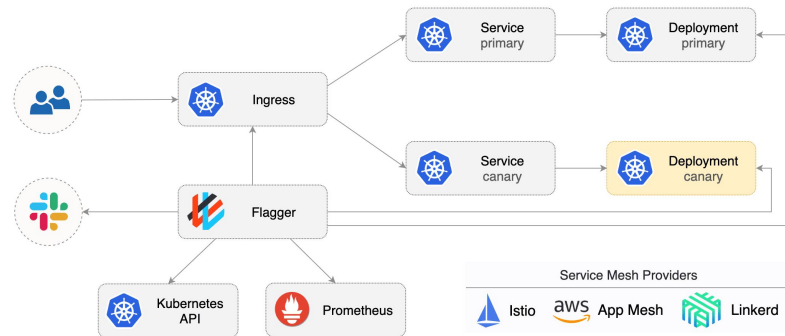 Service
primary
Deployment
primary
Ingress
Service
canary
Deployment
canary
Flagger
Kubernetes
API
Prometheus
Service Mesh Providers
Istio
aws
App Mesh
Linkerd